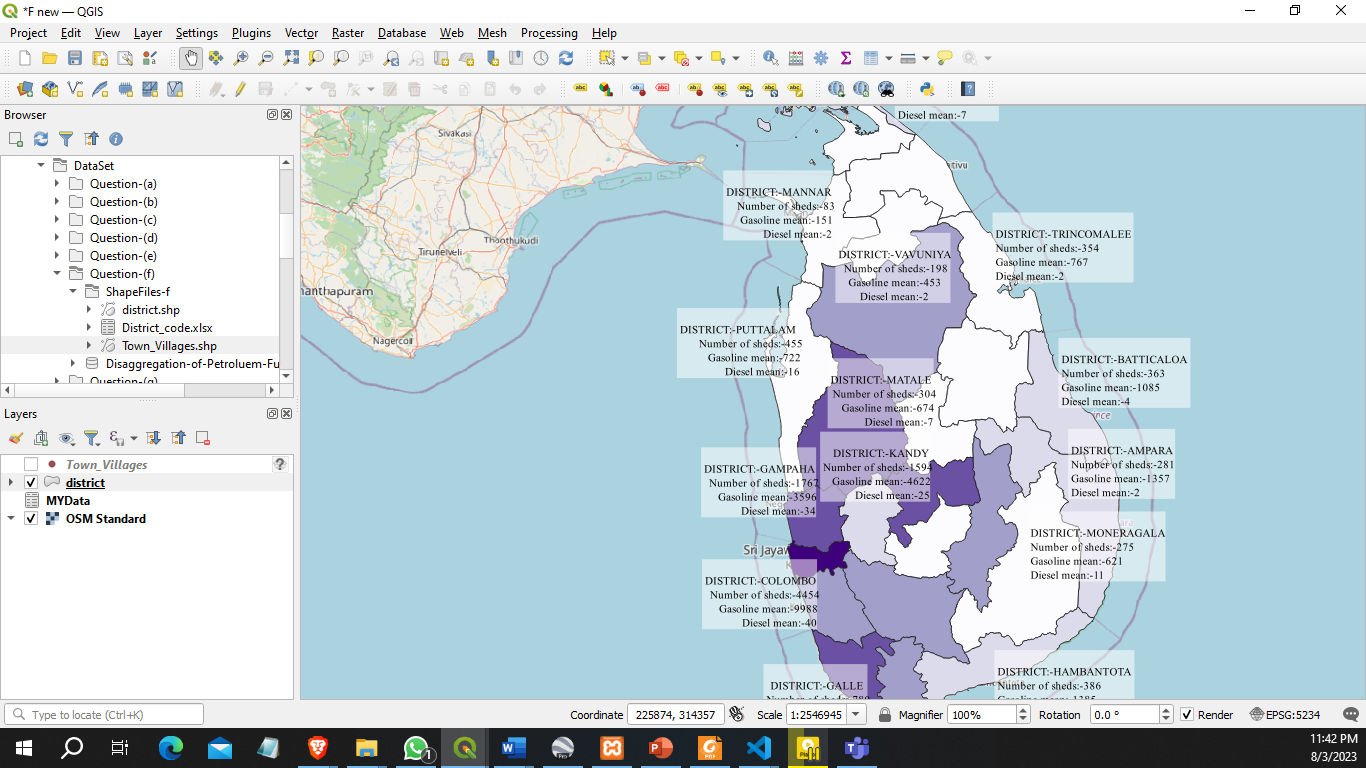 *F new — QGIS
Project Edit View Layer Settings Plugins Vector Raster Database Web Mesh Processing Help
Browser
DataSet
Question-(a)
Question-(b)
Question-(c)
Question-(d)
Question-(e)
Question-(f)
ShapeFiles-f
district.shp
District_code.xlsx
Town_Villages.shp
Disaggregation-of-Petroluem-Fu
Question-(g)
Layers
Town_Villages
district
MYData
OSM Standard
Diesel mean:-7
Sivakasi
Thoothukudi
Tirunelveli
nanthapuram
Nagercoil
ativu
DISTRICT:-MANNAR
Number of sheds:-83
Gasoline mean:-151
Diesel mean:-2
DISTRICT:-TRINCOMALEE
Number of sheds:-354
Gasoline mean:-767
Diesel mean:-2
DISTRICT:-VAVUNIYA
Number of sheds:-198
Gasoline mean:-453
Diesel mean:-2
DISTRICT:-PUTTALAM
Number of sheds:-455
Gasoline mean:-722
Diesel mean:-16
DISTRICT:-BATTICALOA
Number of sheds:-363
Gasoline mean:-1085
Diesel mean:-4
ince
DISTRICT:-MATALE
Number of sheds:-304
Gasoline mean:-674
Diesel mean:-7
DISTRICT:-KANDY
Number of sheds:-1594
Gasoline mean:-4622
Diesel mean:-25
DISTRICT:-AMPARA
Number of sheds:-281
Gasoline mean:-1357
Diesel mean:-2
DISTRICT:-GAMPAHA
Number of sheds:-1767
Gasoline mean:-3596
Diesel mean:-34
DISTRICT:-MONERAGALA
Number of sheds:-275
Gasoline mean:-621
Diesel mean:-11
Sri Jayaw
DISTRICT:-COLOMBO
Number of sheds:-4454
Gasoline mean:-9988
Diesel mean:-40
DISTRICT:-GALLE
Number of sheds:-789
DISTRICT:-HAMBANTOTA
Number of sheds:-386
Gasoline mean:-1385
Type to locate (Ctrl+K)
Coordinate 225874, 314357 Scale 1:2546945 Magnifier 100% Rotation 0.0 ° Render EPSG:5234
11:42 PM
8/3/2023